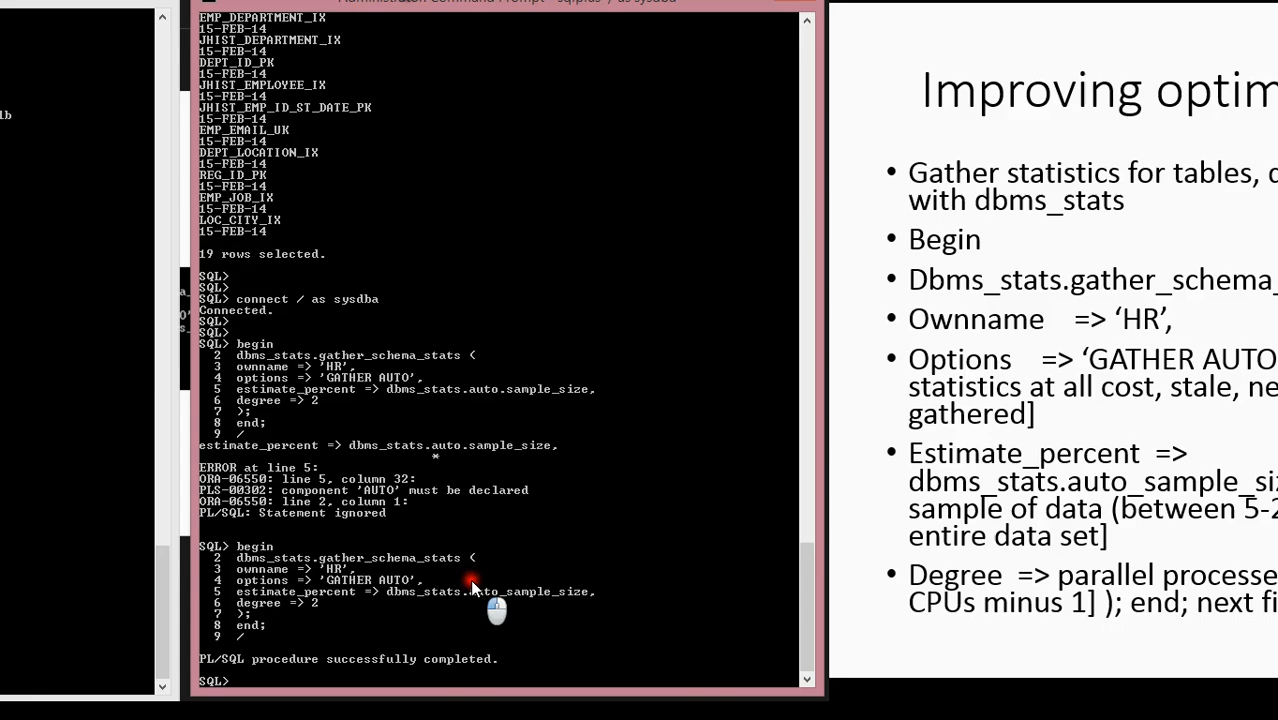 EMP_DEPARTMENT_IX
15-FEB-14
JHIST_DEPARTMENT_IX
15-FEB-14
DEPT_ID_PK
15-FEB-14
JHIST_EMPLOYEE_IX
15-FEB-14
JHIST_EMP_ID_ST_DATE_PK
15-FEB-14
EMP_EMAIL_UK
15-FEB-14
DEPT_LOCATION_IX
15-FEB-14
REG_ID_PK
15-FEB-14
EMP_JOB_IX
15-FEB-14
LOC_CITY_IX
15-FEB-14
19 rows selected.
SQL>
SQL>
SQL> connect / as sysdba
Connected.
SQL>
SQL>
SQL> begin
2 dbms_stats.gather_schema_stats (
3 ownname => 'HR',
4 options => 'GATHER AUTO',
5 estimate_percent => dbms_stats.auto.sample_size,
6 degree => 2
7 );
8 end;
9 /
estimate_percent => dbms_stats.auto.sample_size,
*
ERROR at line 5:
ORA-06550: line 5, column 32:
PLS-00302: component 'AUTO' must be declared
ORA-06550: line 2, column 1:
PL/SQL: Statement ignored
SQL> begin
2 dbms_stats.gather_schema_stats (
3 ownname => 'HR',
4 options => 'GATHER AUTO',
5 estimate_percent => dbms_stats.auto_sample_size,
6 degree => 2
7 );
8 end;
9 /
PL/SQL procedure successfully completed.
SQL>
Improving optim
• Gather statistics for tables,
with dbms_stats
• Begin
• Dbms_stats.gather_schema_
• Ownname => ‘HR’,
• Options => ‘GATHER AUTO
statistics at all cost, stale, ne
gathered]
• Estimate_percent =>
dbms_stats.auto_sample_si
sample of data (between 5-2
entire data set]
• Degree => parallel processe
CPUs minus 1] ); end; next fi